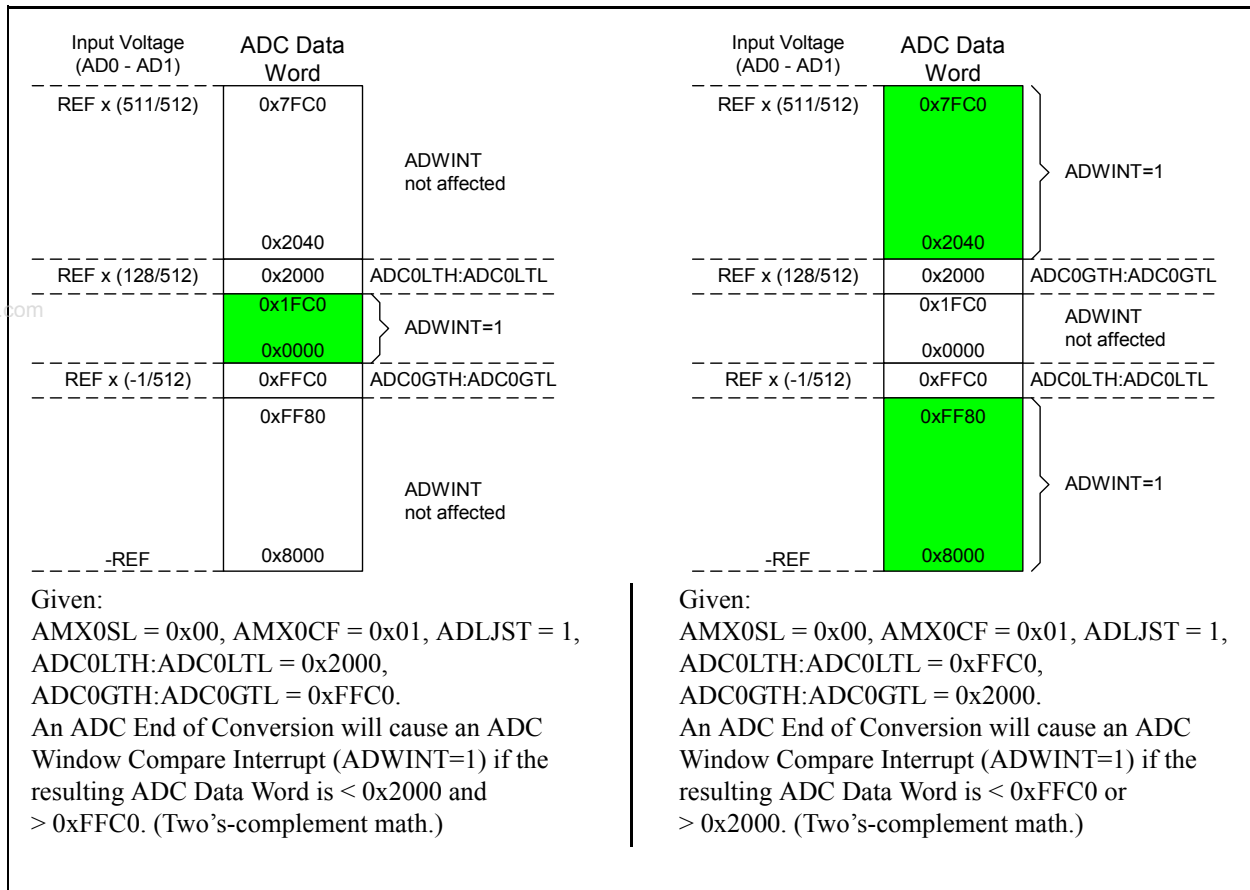 Input Voltage
(AD0 - AD1)
ADC Data
Word
REF x (511/512)
0x7FC0
ADWINT
not affected
0x2040
REF x (128/512)
0x2000
ADC0LTH:ADC0LTL
0x1FC0
ADWINT=1
0x0000
REF x (-1/512)
0xFFC0
ADC0GTH:ADC0GTL
0xFF80
ADWINT
not affected
-REF
0x8000
Given:
AMX0SL = 0x00, AMX0CF = 0x01, ADLJST = 1,
ADC0LTH:ADC0LTL = 0x2000,
ADC0GTH:ADC0GTL = 0xFFC0.
An ADC End of Conversion will cause an ADC
Window Compare Interrupt (ADWINT=1) if the
resulting ADC Data Word is < 0x2000 and
> 0xFFC0. (Two’s-complement math.)
Input Voltage
(AD0 - AD1)
ADC Data
Word
REF x (511/512)
0x7FC0
ADWINT=1
0x2040
REF x (128/512)
0x2000
ADC0GTH:ADC0GTL
0x1FC0
ADWINT
not affected
0x0000
REF x (-1/512)
0xFFC0
ADC0LTH:ADC0LTL
0xFF80
ADWINT=1
-REF
0x8000
Given:
AMX0SL = 0x00, AMX0CF = 0x01, ADLJST = 1,
ADC0LTH:ADC0LTL = 0xFFC0,
ADC0GTH:ADC0GTL = 0x2000.
An ADC End of Conversion will cause an ADC
Window Compare Interrupt (ADWINT=1) if the
resulting ADC Data Word is < 0xFFC0 or
> 0x2000. (Two’s-complement math.)
.com